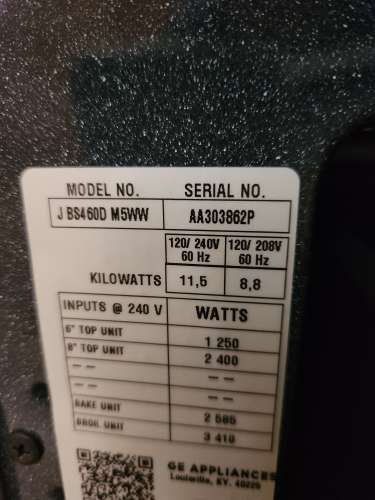 MODEL NO. SERIAL NO.
J BS460D M5WW AA303862P
120/ 240V 120/ 208V
60 Hz 60 Hz
KILOWATTS 11,5 8,8
INPUTS @ 240 V WATTS
6" TOP UNIT 1 250
8" TOP UNIT 2 400
-- --
-- --
BAKE UNIT 2 585
BROIL UNIT 3 410
GE APPLIANCES
Louisville, KY. 40225